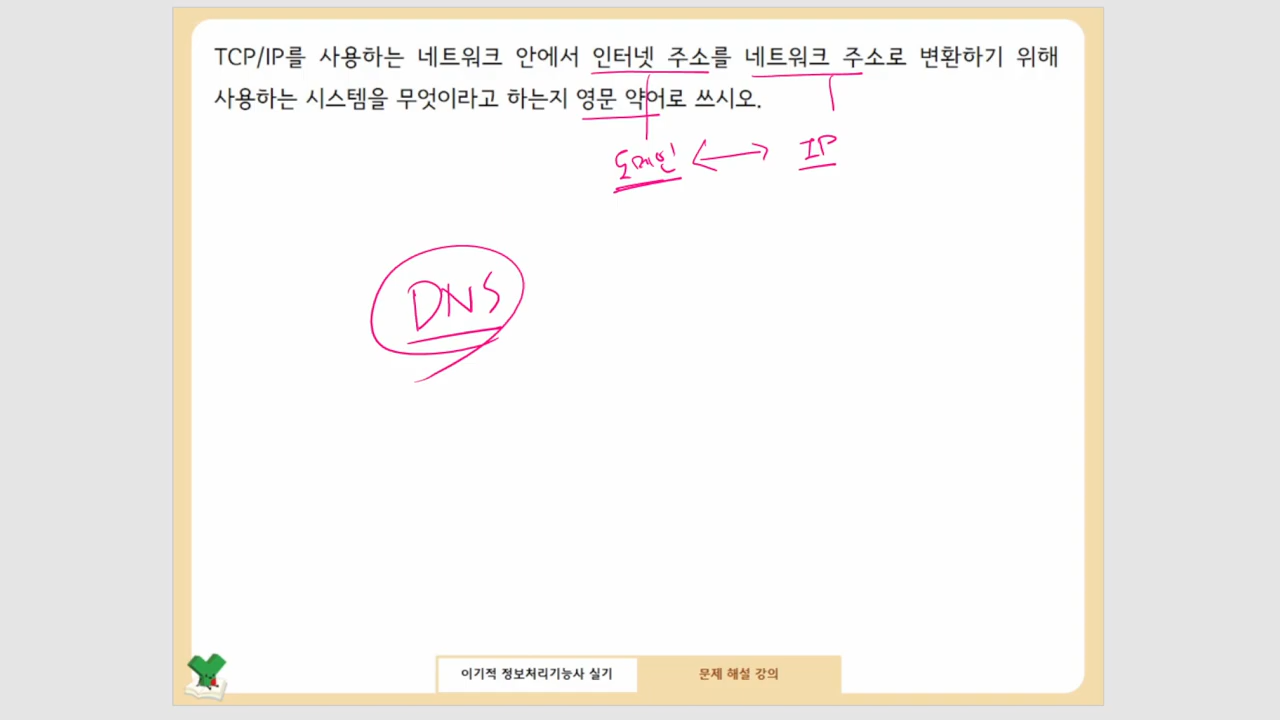 TCP/IP를 사용하는 네트워크 안에서 인터넷 주소를 네트워크 주소로 변환하기 위해
사용하는 시스템을 무엇이라고 하는지 영문 약어로 쓰시오.
도메인 IP
DNS
이기적 정보처리기능사 실기 문제 해설 강의